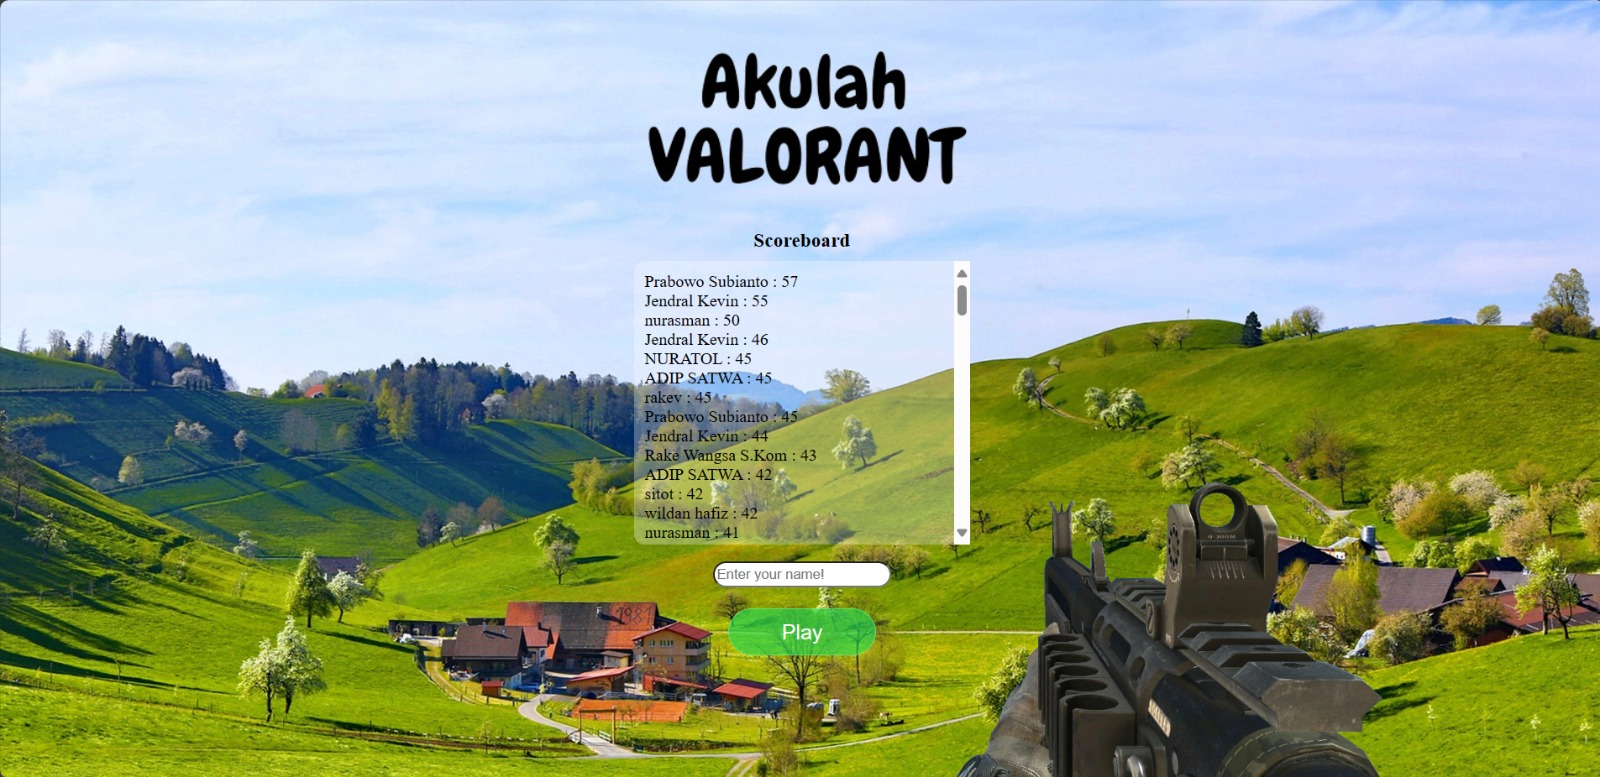 Akulah
VALORANT
Scoreboard
Prabowo Subianto : 57
Jendral Kevin : 55
nurasman : 50
Jendral Kevin : 46
NURATOL : 45
ADIP SATWA : 45
rakev : 45
Prabowo Subianto : 45
Jendral Kevin : 44
Rake Wangsa S.Kom : 43
ADIP SATWA : 42
sitot : 42
wildan hafiz : 42
nurasman : 41
Enter your name!
Play
1981